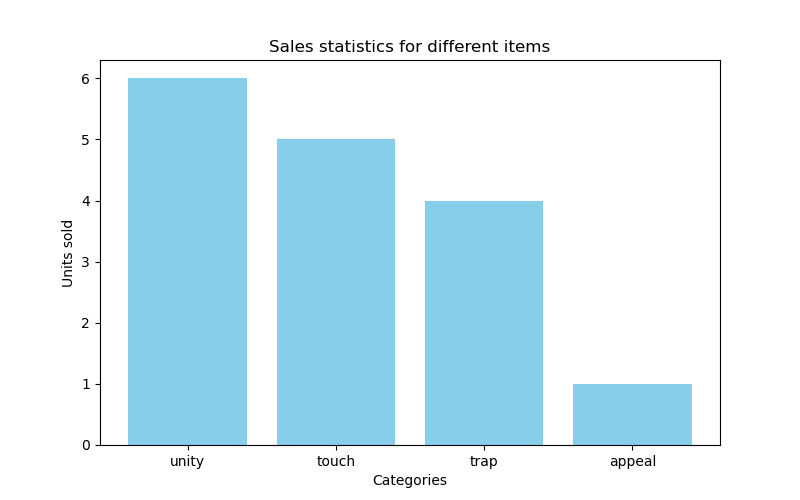 Sales statistics for different items
6
5
4
3
2
1
0
Units sold
unity touch trap appeal
Categories